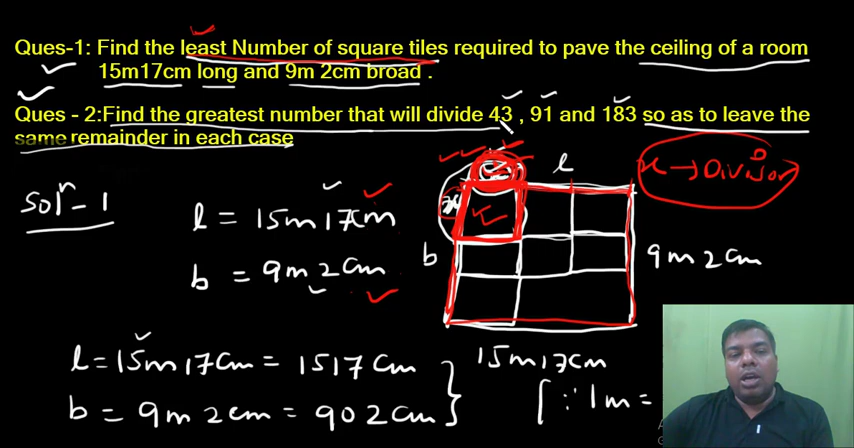 Ques-1: Find the least Number of square tiles required to pave the ceiling of a room
15m17cm long and 9m 2cm broad .
Ques - 2:Find the greatest number that will divide 43 , 91 and 183 so as to leave the
same remainder in each case
x → Divisor
l
Solⁿ - 1
l = 15m17cm
x
b = 9m 2cm
b
9m 2cm
l = 15m 17cm = 1517 cm
15m17cm
b = 9m 2cm = 902cm
[ ∵ 1m =